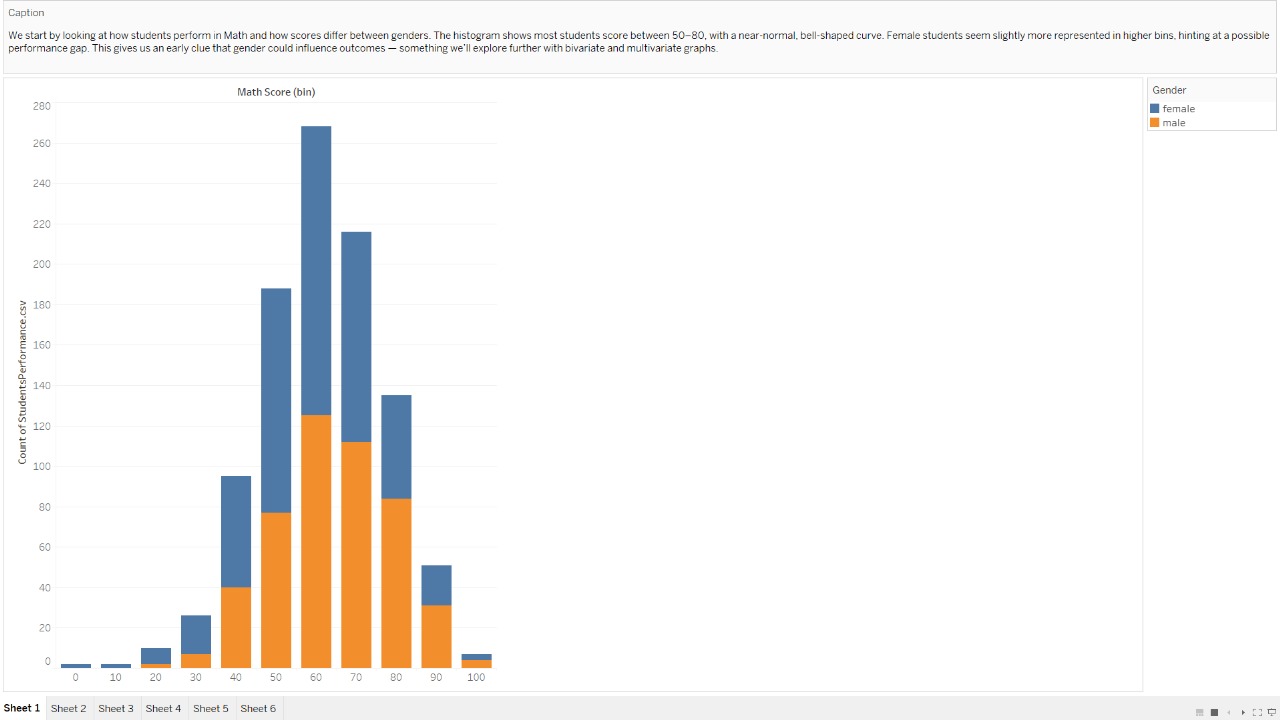 Caption
We start by looking at how students perform in Math and how scores differ between genders. The histogram shows most students score between 50–80, with a near-normal, bell-shaped curve. Female students seem slightly more represented in higher bins, hinting at a possible
performance gap. This gives us an early clue that gender could influence outcomes — something we'll explore further with bivariate and multivariate graphs.
Math Score (bin)
Gender
female
male
Count of StudentsPerformance.csv
280
260
240
220
200
180
160
140
120
100
80
60
40
20
0
0 10 20 30 40 50 60 70 80 90 100
Sheet 1 Sheet 2 Sheet 3 Sheet 4 Sheet 5 Sheet 6